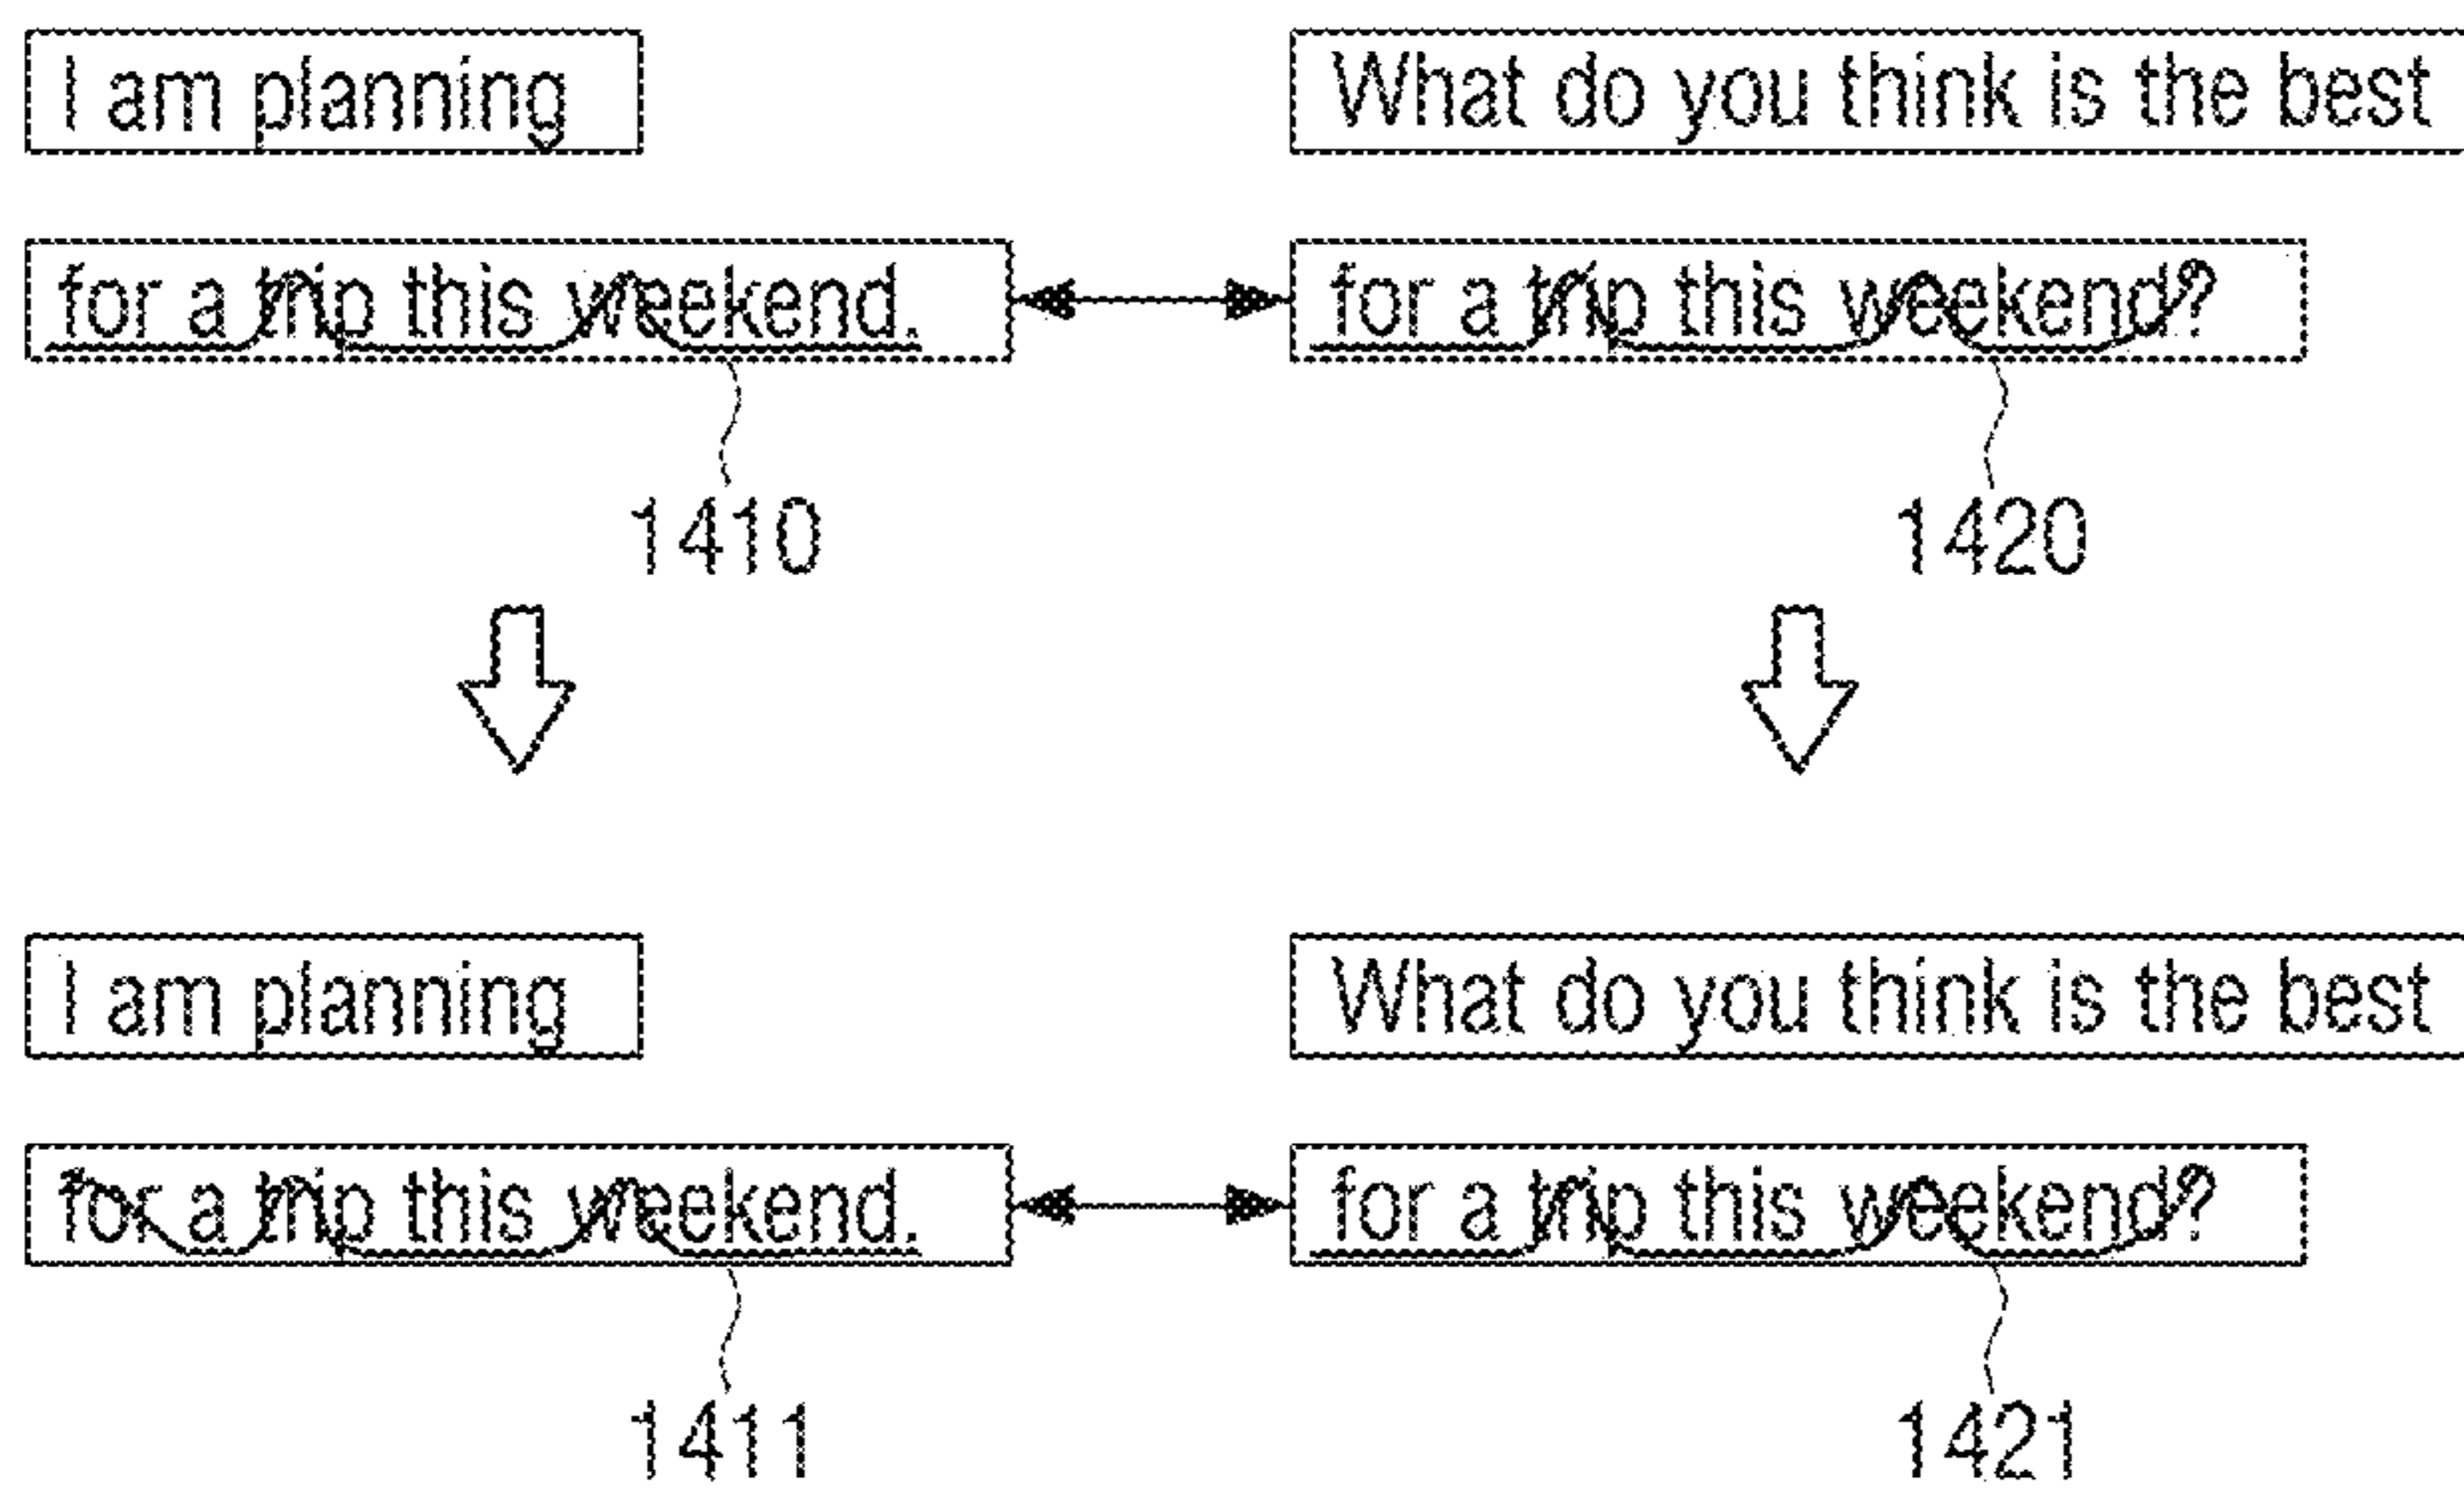 I am planning
What do you think is the best
for a trip this weekend.
for a trip this weekend?
1410
1420
I am planning
What do you think is the best
for a trip this weekend.
for a trip this weekend?
1411
1421